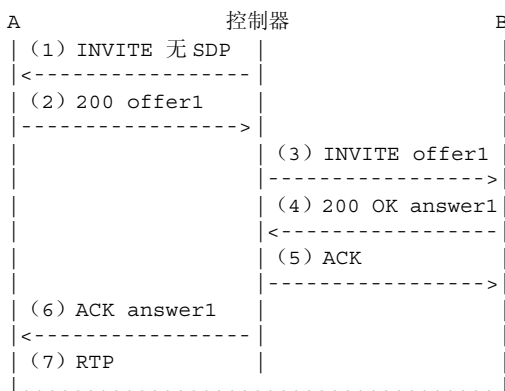 A 控制器 B
(1) INVITE 无 SDP
(2) 200 offer1
(3) INVITE offer1
(4) 200 OK answer1
(5) ACK
(6) ACK answer1
(7) RTP